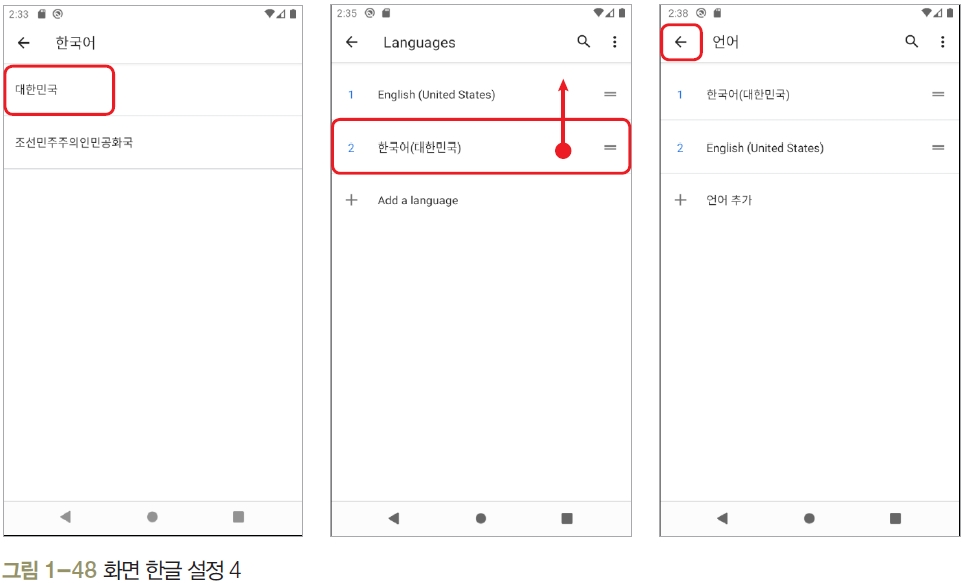 2:33
한국어
대한민국
조선민주주의인민공화국
2:35
Languages
1 English (United States)
2 한국어(대한민국)
+ Add a language
2:38
언어
1 한국어(대한민국)
2 English (United States)
+ 언어 추가
그림 1-48 화면 한글 설정 4